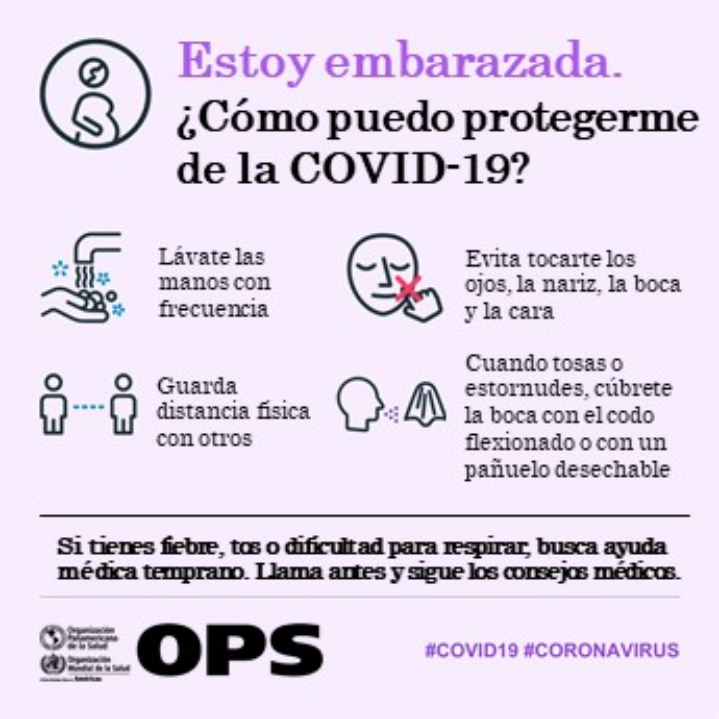 Estoy embarazada.
¿Cómo puedo protegerme
de la COVID-19?
Lávate las
manos con
frecuencia
Evita tocarte los
ojos, la nariz, la boca
y la cara
Guarda
distancia física
con otros
Cuando tosas o
estornudes, cúbrete
la boca con el codo
flexionado o con un
pañuelo desechable
Si tienes fiebre, tos o dificultad para respirar, busca ayuda
médica temprano. Llama antes y sigue los consejos médicos.
Organización
Panamericana
de la Salud
Organización
Mundial de la Salud
Américas
OPS
#COVID19 #CORONAVIRUS